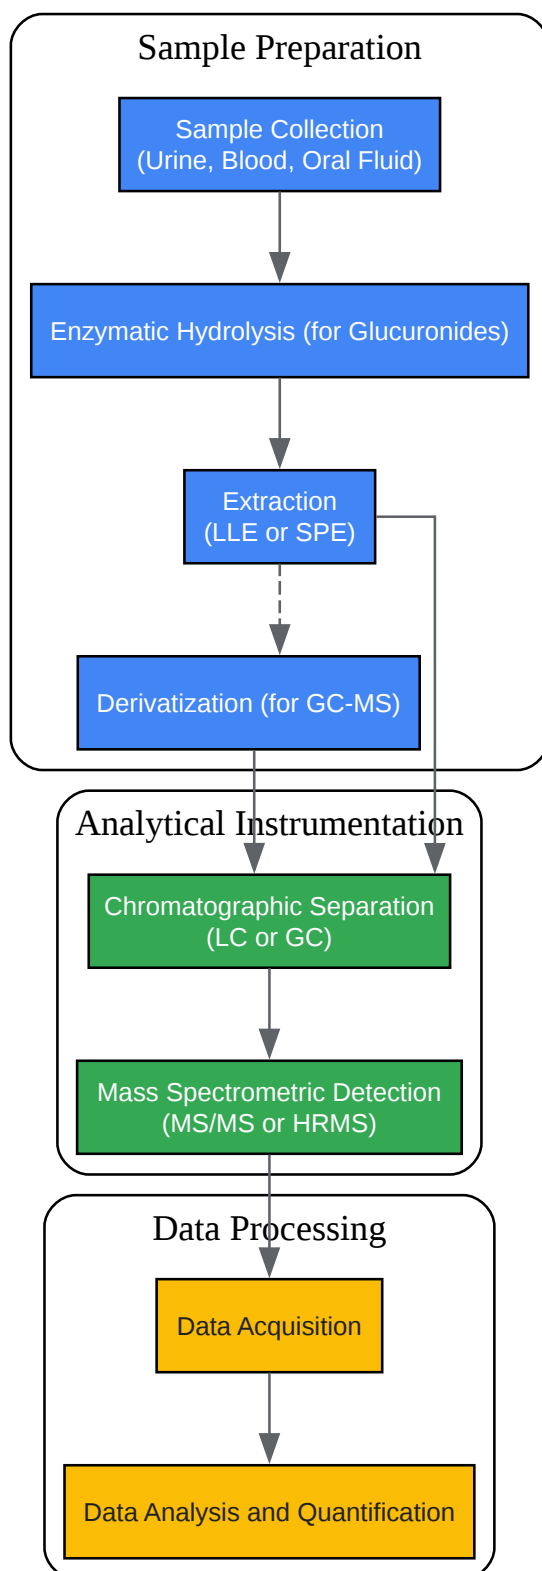 Sample Preparation
Sample Collection
(Urine, Blood, Oral Fluid)
Enzymatic Hydrolysis (for Glucuronides)
Extraction
(LLE or SPE)
Derivatization (for GC-MS)
Analytical Instrumentation
Chromatographic Separation
(LC or GC)
Mass Spectrometric Detection
(MS/MS or HRMS)
Data Processing
Data Acquisition
Data Analysis and Quantification